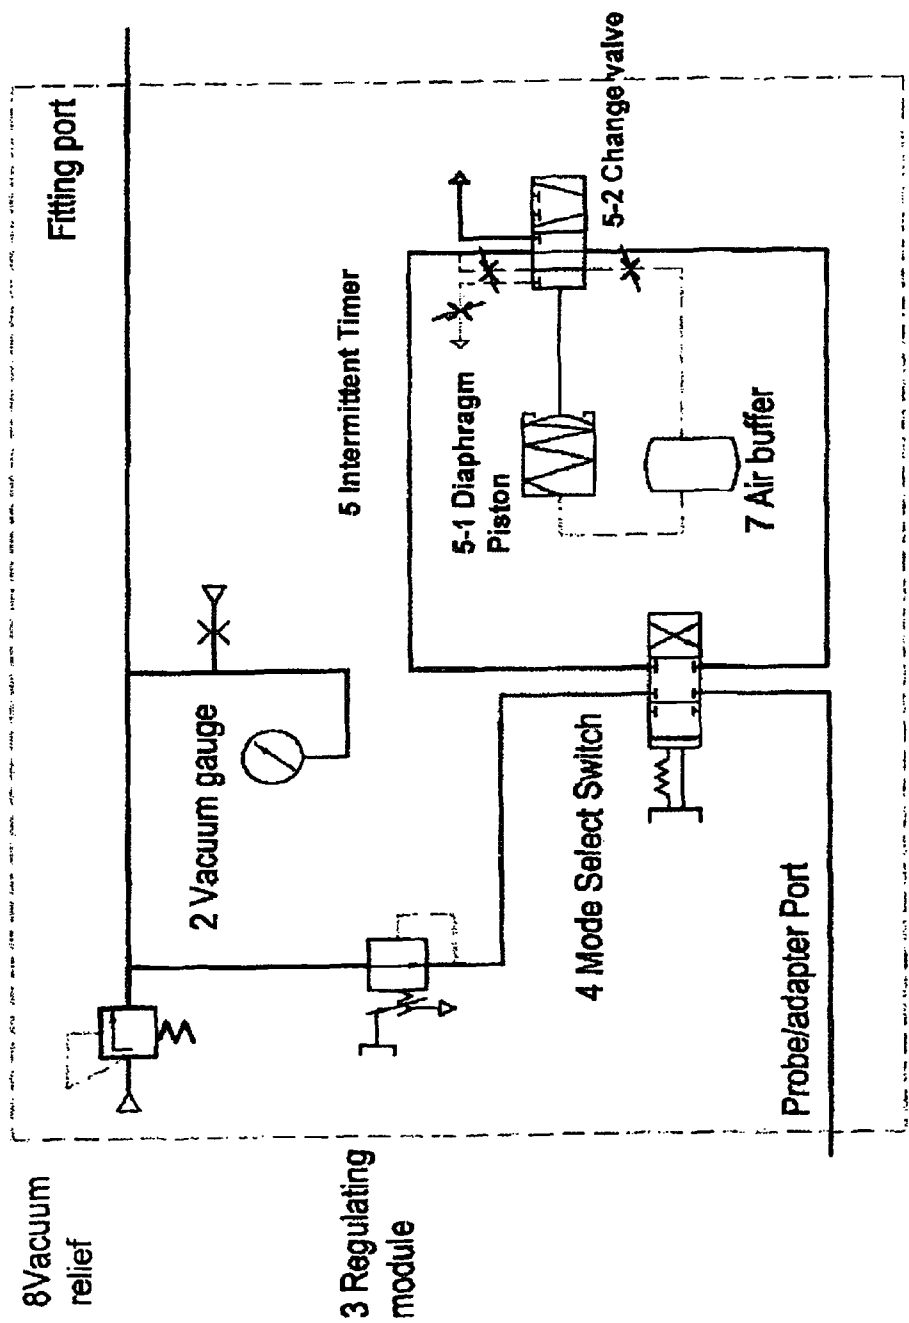 8Vacuum
relief
3 Regulating
module
Fitting port
2 Vacuum gauge
5 Intermittent Timer
5-1 Diaphragm
Piston
5-2 Change valve
7 Air buffer
4 Mode Select Switch
Probe/adapter Port